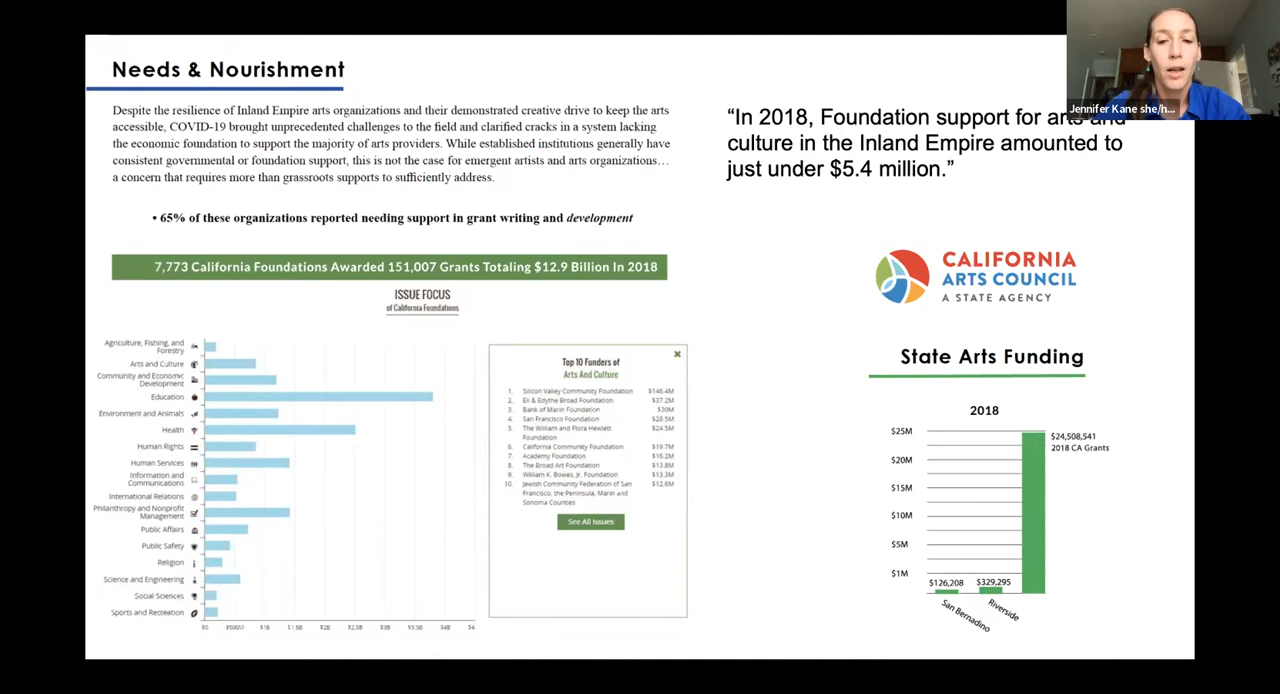 Needs & Nourishment
Despite the resilience of Inland Empire arts organizations and their demonstrated creative drive to keep the arts
accessible, COVID-19 brought unprecedented challenges to the field and clarified cracks in a system lacking
the economic foundation to support the majority of arts providers. While established institutions generally have
consistent governmental or foundation support, this is not the case for emergent artists and arts organizations…
a concern that requires more than grassroots supports to sufficiently address.
• 65% of these organizations reported needing support in grant writing and development
7,773 California Foundations Awarded 151,007 Grants Totaling $12.9 Billion In 2018
ISSUE FOCUS
of California Foundations
Agriculture, Fishing, and
Forestry
Arts and Culture
Community and Economic
Development
Education
Environment and Animals
Health
Human Rights
Human Services
Information and
Communications
International Relations
Philanthropy and Nonprofit
Management
Public Affairs
Public Safety
Religion
Science and Engineering
Social Sciences
Sports and Recreation
$0 $500M $1B $1.5B $2B $2.5B $3B $3.5B $4B $4
Top 10 Funders of
Arts And Culture
1. Silicon Valley Community Foundation $146.4M
2. Eli & Edythe Broad Foundation $37.2M
3. Bank of Marin Foundation $30M
4. San Francisco Foundation $28.5M
5. The William and Flora Hewlett $24.5M
Foundation
6. California Community Foundation $19.7M
7. Academy Foundation $16.2M
8. The Broad Art Foundation $13.8M
9. William K. Bowes, Jr. Foundation $13.3M
10. Jewish Community Federation of San $12.6M
Francisco, the Peninsula, Marin and
Sonoma Counties
See All Issues
“In 2018, Foundation support for arts and
culture in the Inland Empire amounted to
just under $5.4 million.”
Jennifer Kane she/h...
CALIFORNIA
ARTS COUNCIL
A STATE AGENCY
State Arts Funding
2018
$25M
$20M
$15M
$10M
$5M
$1M
$24,508,541
2018 CA Grants
$126,208
$329,295
San Bernadino
Riverside